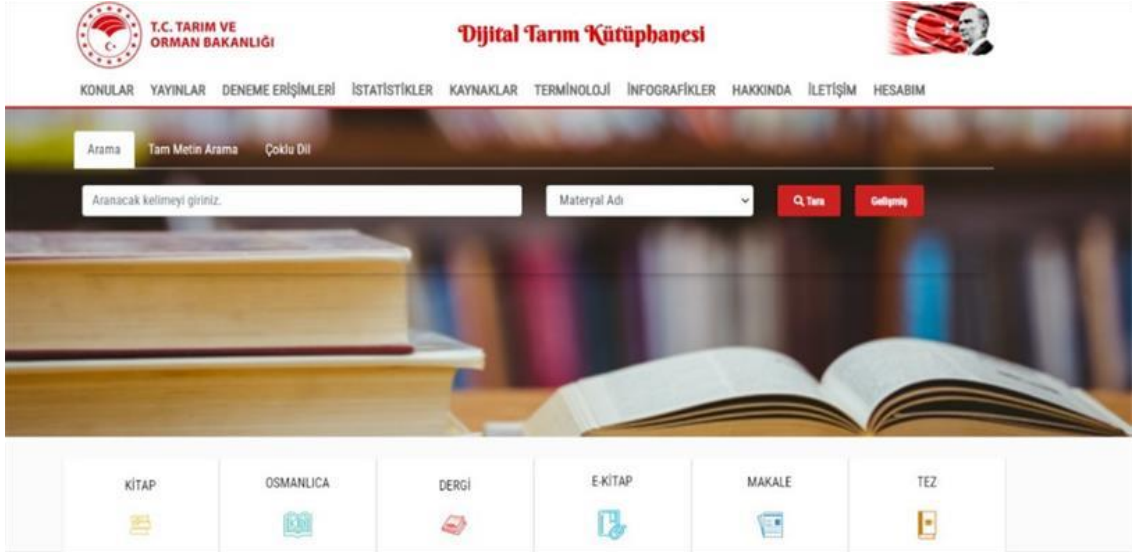 T.C. TARIM VE
ORMAN BAKANLIĞI
Dijital Tarım Kütüphanesi
KONULAR YAYINLAR DENEME ERİŞİMLERİ İSTATİSTİKLER KAYNAKLAR TERMİNOLOJİ İNFOGRAFİKLER HAKKINDA İLETİŞİM HESABIM
Arama Tam Metin Arama Çoklu Dil
Aranacak kelimeyi giriniz. Materyal Adı Tara Gelişmiş
KİTAP OSMANLICA DERGİ E-KİTAP MAKALE TEZ